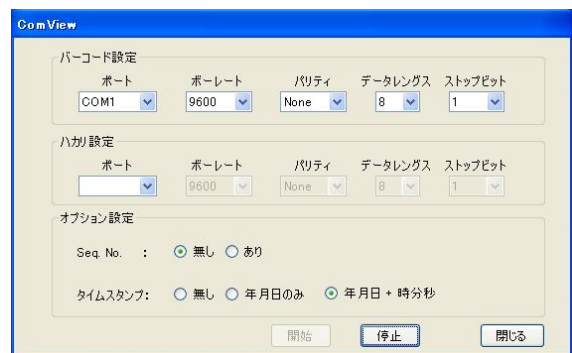 ComView
バーコード設定
ポート ボーレート パリティ データレングス ストップビット
COM1 9600 None 8 1
ハカリ設定
ポート ボーレート パリティ データレングス ストップビット
9600 None 8 1
オプション設定
Seq. No. : 無し あり
タイムスタンプ: 無し 年月日のみ 年月日 + 時分秒
開始 停止 閉じる